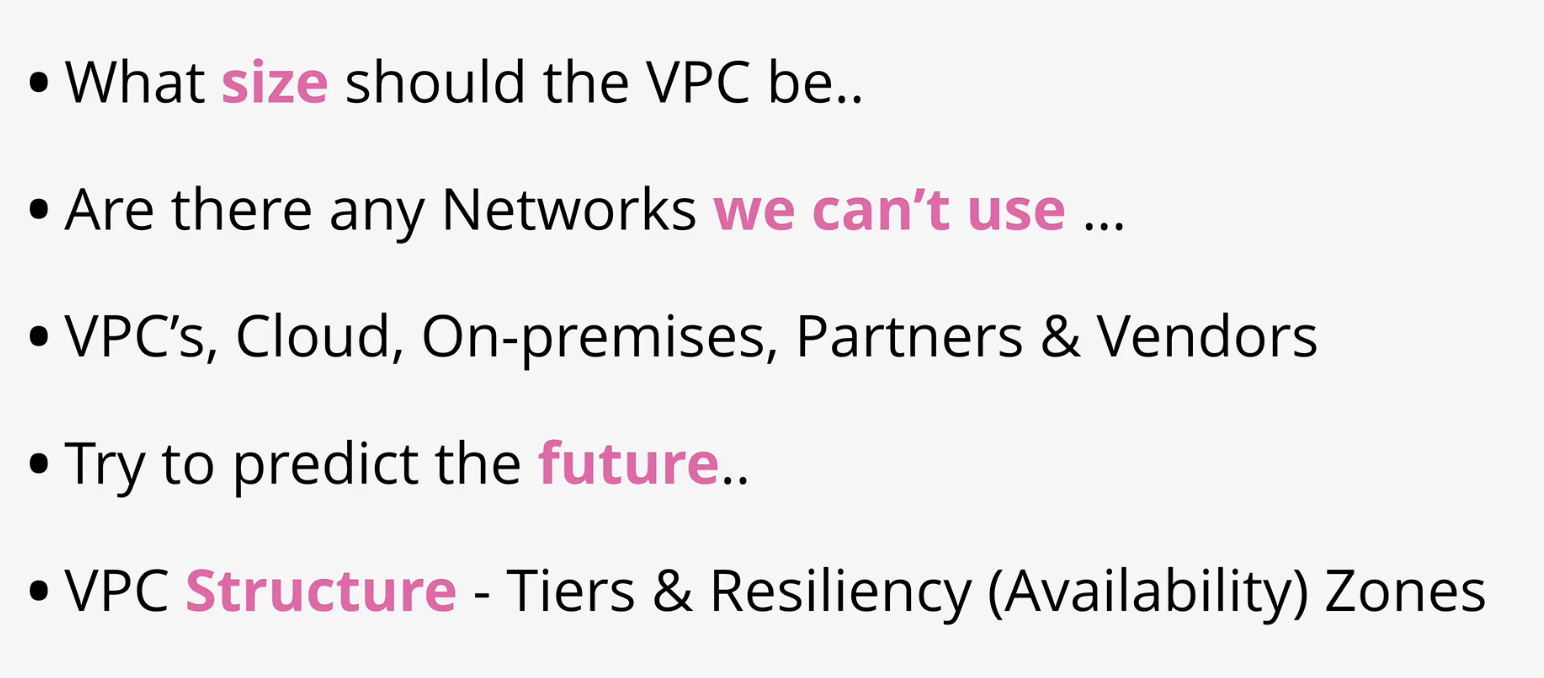 • What size should the VPC be..
• Are there any Networks we can’t use ...
• VPC’s, Cloud, On-premises, Partners & Vendors
• Try to predict the future..
• VPC Structure - Tiers & Resiliency (Availability) Zones